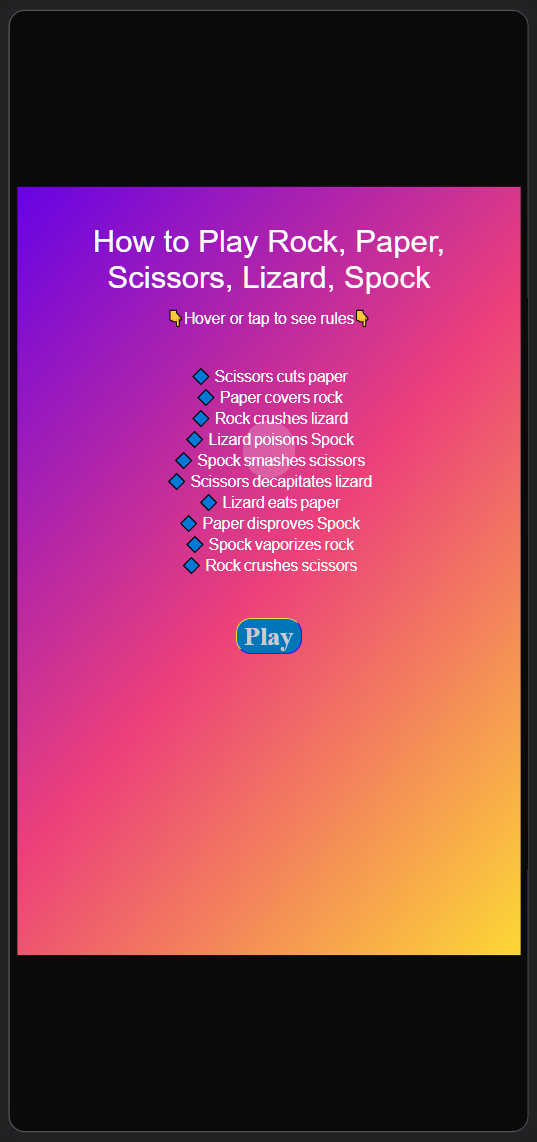 How to Play Rock, Paper,
Scissors, Lizard, Spock
👇Hover or tap to see rules👇
🔷 Scissors cuts paper
🔷 Paper covers rock
🔷 Rock crushes lizard
🔷 Lizard poisons Spock
🔷 Spock smashes scissors
🔷 Scissors decapitates lizard
🔷 Lizard eats paper
🔷 Paper disproves Spock
🔷 Spock vaporizes rock
🔷 Rock crushes scissors
Play